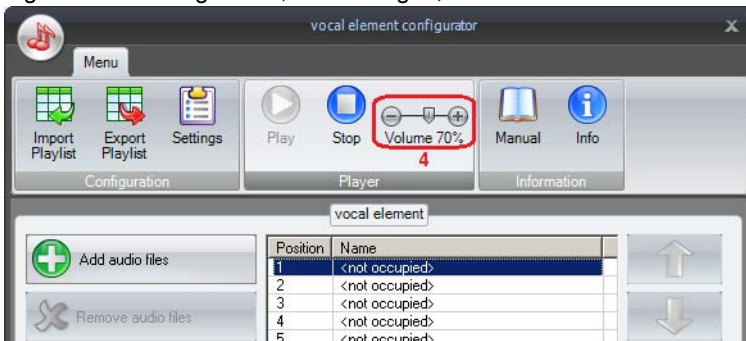 vocal element configurator
x
Menu
Import Playlist
Export Playlist
Settings
Play
Stop
Volume 70%
4
Manual
Info
Configuration
Player
Information
vocal element
Add audio files
Remove audio files
Position Name
1 <not occupied>
2 <not occupied>
3 <not occupied>
4 <not occupied>
5 <not occupied>